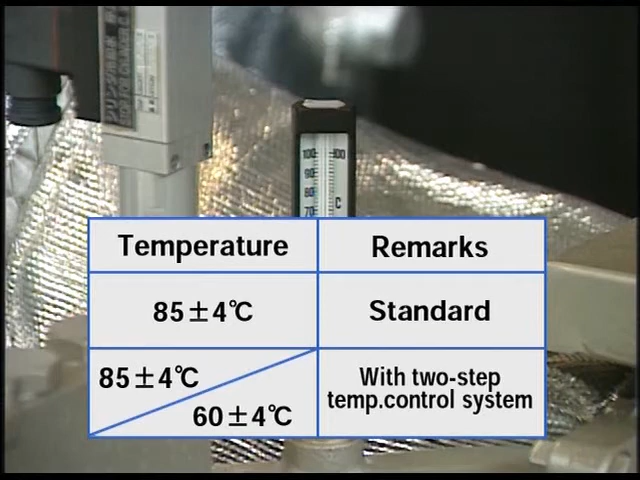 100 100
90
80
70 C
Temperature Remarks
85±4℃ Standard
85±4℃
60±4℃
With two-step
temp.control system